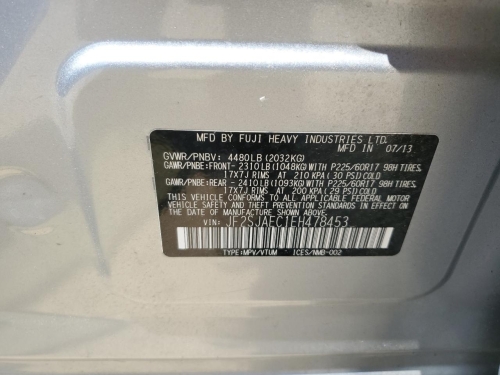 MFD BY FUJI HEAVY INDUSTRIES LTD.
MFD IN 07/13
GVWR/PNBV: 4480LB (2032KG)
GAWR/PNBE:FRONT- 2310LB(1048KG)WITH P225/60R17 98H TIRES,
17X7J RIMS AT 210 KPA(30 PSI)COLD
GAWR/PNBE:REAR - 2410LB(1093KG)WITH P225/60R17 98H TIRES,
17X7J RIMS AT 200 KPA(29 PSI)COLD
THIS VEHICLE CONFORMS TO ALL APPLICABLE FEDERAL MOTOR
VEHICLE SAFETY, BUMPER, AND THEFT PREVENTION STANDARDS
IN EFFECT ON THE DATE OF MANUFACTURE SHOWN ABOVE.
VIN: JF2SJAEC1EH478453
TYPE:MPV/VTUM ICES/NMB-002